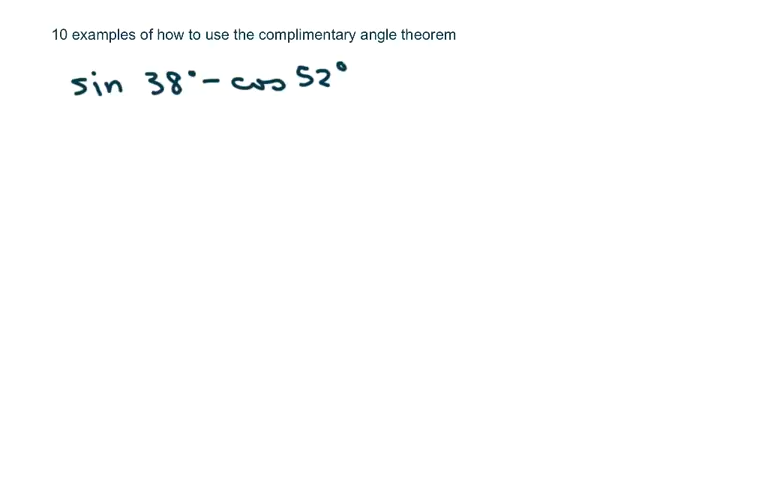 10 examples of how to use the complimentary angle theorem
sin 38° - cos 52°